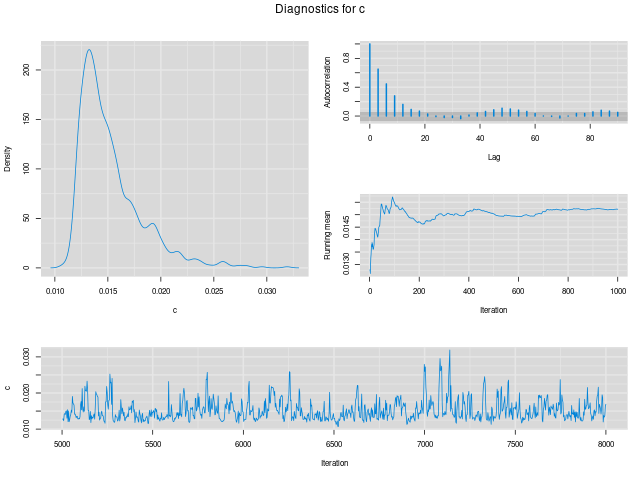 Diagnostics for c
Density
0 50 100 150 200
0.010 0.015 0.020 0.025 0.030
c
Autocorrelation
0.0 0.4 0.8
0 20 40 60 80
Lag
Running mean
0.0130 0.0145
0 200 400 600 800 1000
Iteration
c
0.010 0.020 0.030
5000 5500 6000 6500 7000 7500 8000
Iteration